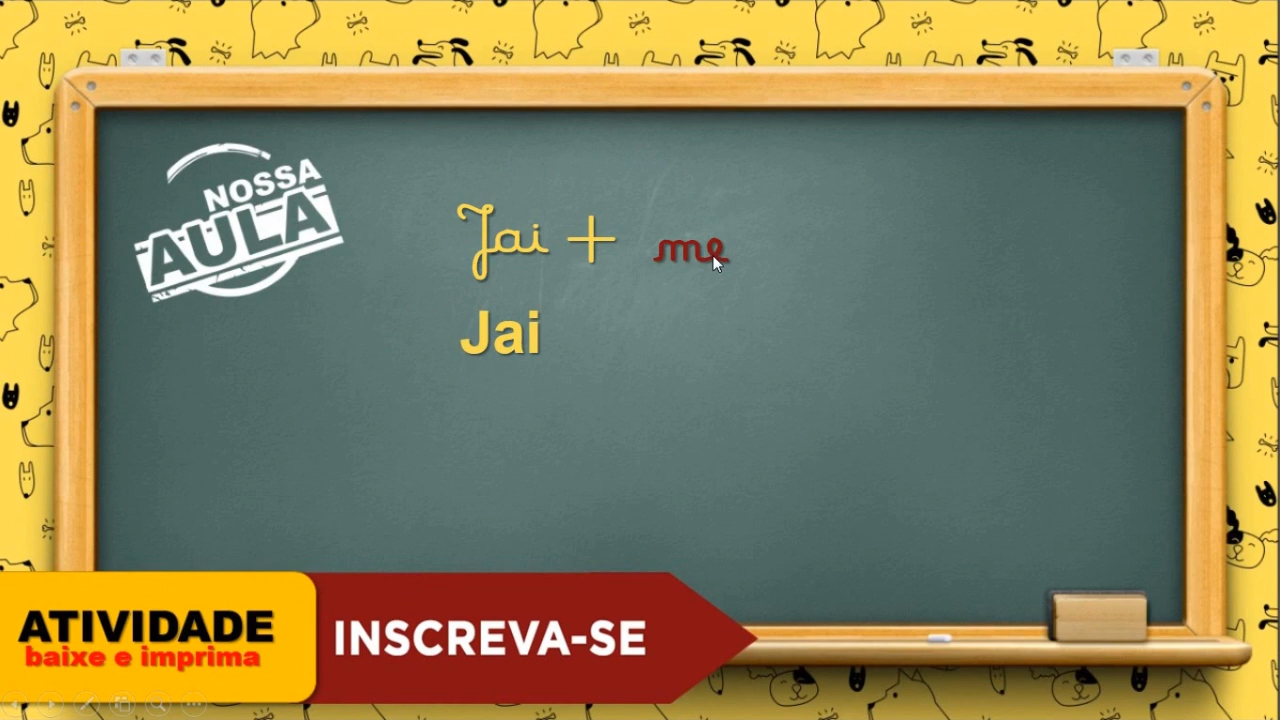 NOSSA
AULA
Jai + me
Jai
ATIVIDADE
baixe e imprima
INSCREVA-SE